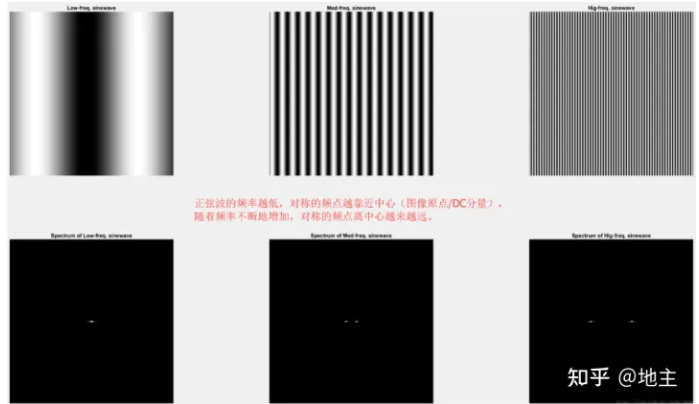 Low-freq. sinewave
Med-freq. sinewave
Hig-freq. sinewave
正弦波的频率越低，对称的频点越靠近中心（图像原点/DC分量），
随着频率不断地增加，对称的频点离中心越来越远。
Spectrum of Low-freq. sinewave
Spectrum of Med-freq. sinewave
Spectrum of Hig-freq. sinewave
知乎 @地主